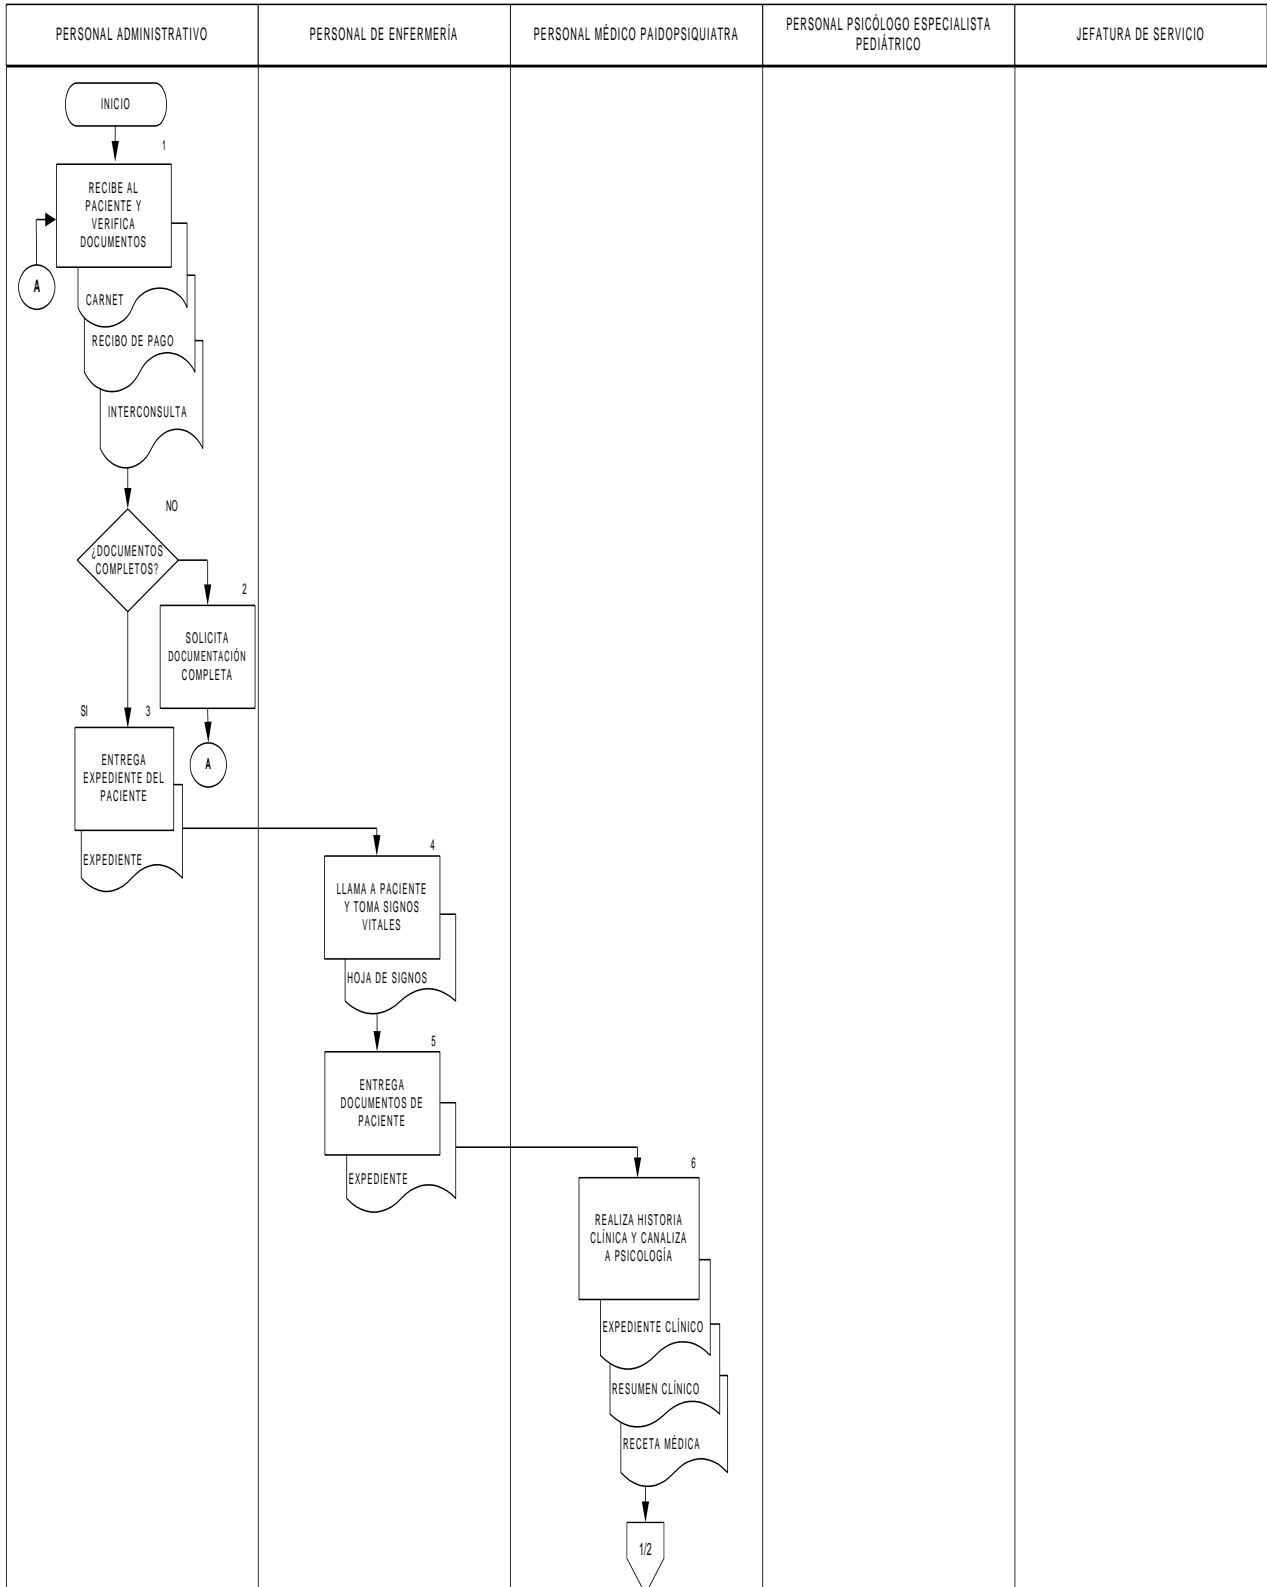 PERSONAL ADMINISTRATIVO
PERSONAL DE ENFERMERÍA
PERSONAL MÉDICO PAIDOPSIQUIATRA
PERSONAL PSICÓLOGO ESPECIALISTA
PEDIÁTRICO
JEFATURA DE SERVICIO
INICIO
1
RECIBE AL
PACIENTE Y
VERIFICA
DOCUMENTOS
A
CARNET
RECIBO DE PAGO
INTERCONSULTA
NO
¿DOCUMENTOS
COMPLETOS?
2
SOLICITA
DOCUMENTACIÓN
COMPLETA
A
SI
3
ENTREGA
EXPEDIENTE DEL
PACIENTE
EXPEDIENTE
4
LLAMA A PACIENTE
Y TOMA SIGNOS
VITALES
HOJA DE SIGNOS
5
ENTREGA
DOCUMENTOS DE
PACIENTE
EXPEDIENTE
6
REALIZA HISTORIA
CLÍNICA Y CANALIZA
A PSICOLOGÍA
EXPEDIENTE CLÍNICO
RESUMEN CLÍNICO
RECETA MÉDICA
1/2